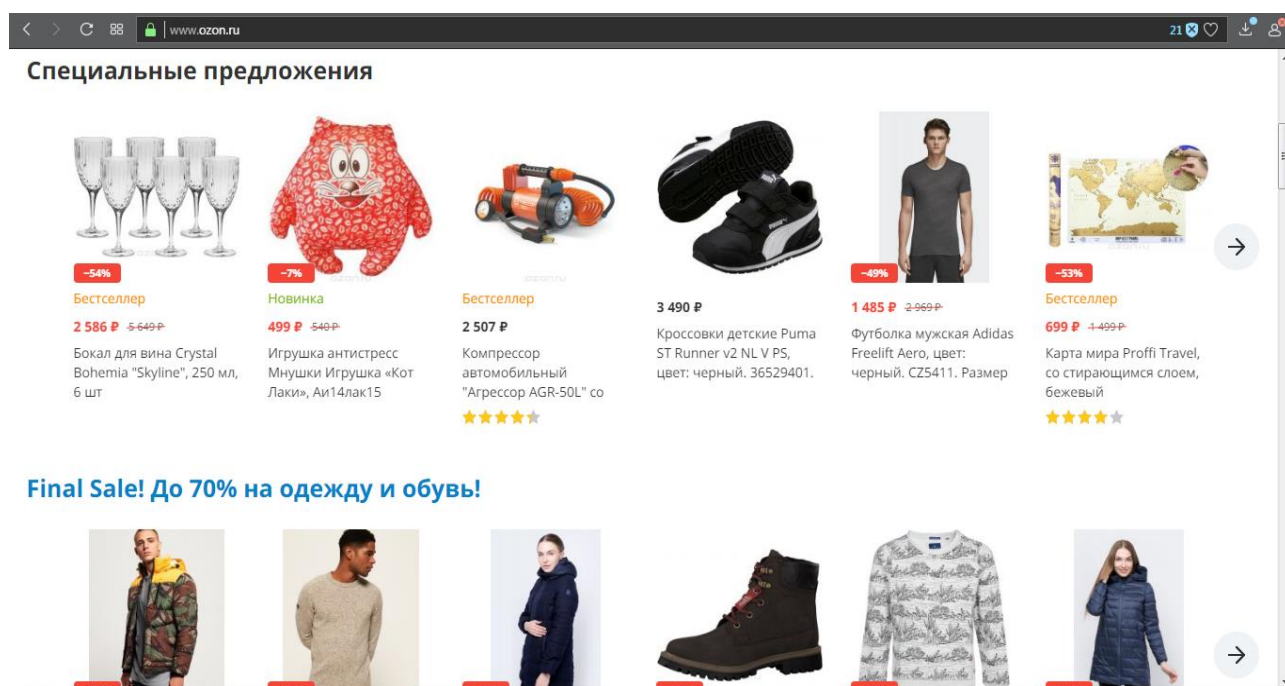 www.ozon.ru
21
Специальные предложения
−54%
Бестселлер
2 586 ₽ 5 649 ₽
Бокал для вина Crystal
Bohemia "Skyline", 250 мл,
6 шт
−7%
Новинка
499 ₽ 540 ₽
Игрушка антистресс
Мнушки Игрушка «Кот
Лаки», Аи14лак15
ozon.ru
Бестселлер
2 507 ₽
Компрессор
автомобильный
"Агрессор AGR-50L" со
3 490 ₽
Кроссовки детские Puma
ST Runner v2 NL V PS,
цвет: черный. 36529401.
−49%
1 485 ₽ 2 969 ₽
Футболка мужская Adidas
Freelift Aero, цвет:
черный. CZ5411. Размер
−53%
Бестселлер
699 ₽ 1 499 ₽
Карта мира Proffi Travel,
со стирающимся слоем,
бежевый
Final Sale! До 70% на одежду и обувь!